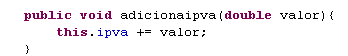 public void adicionaipva(double valor){
this.ipva += valor;
}